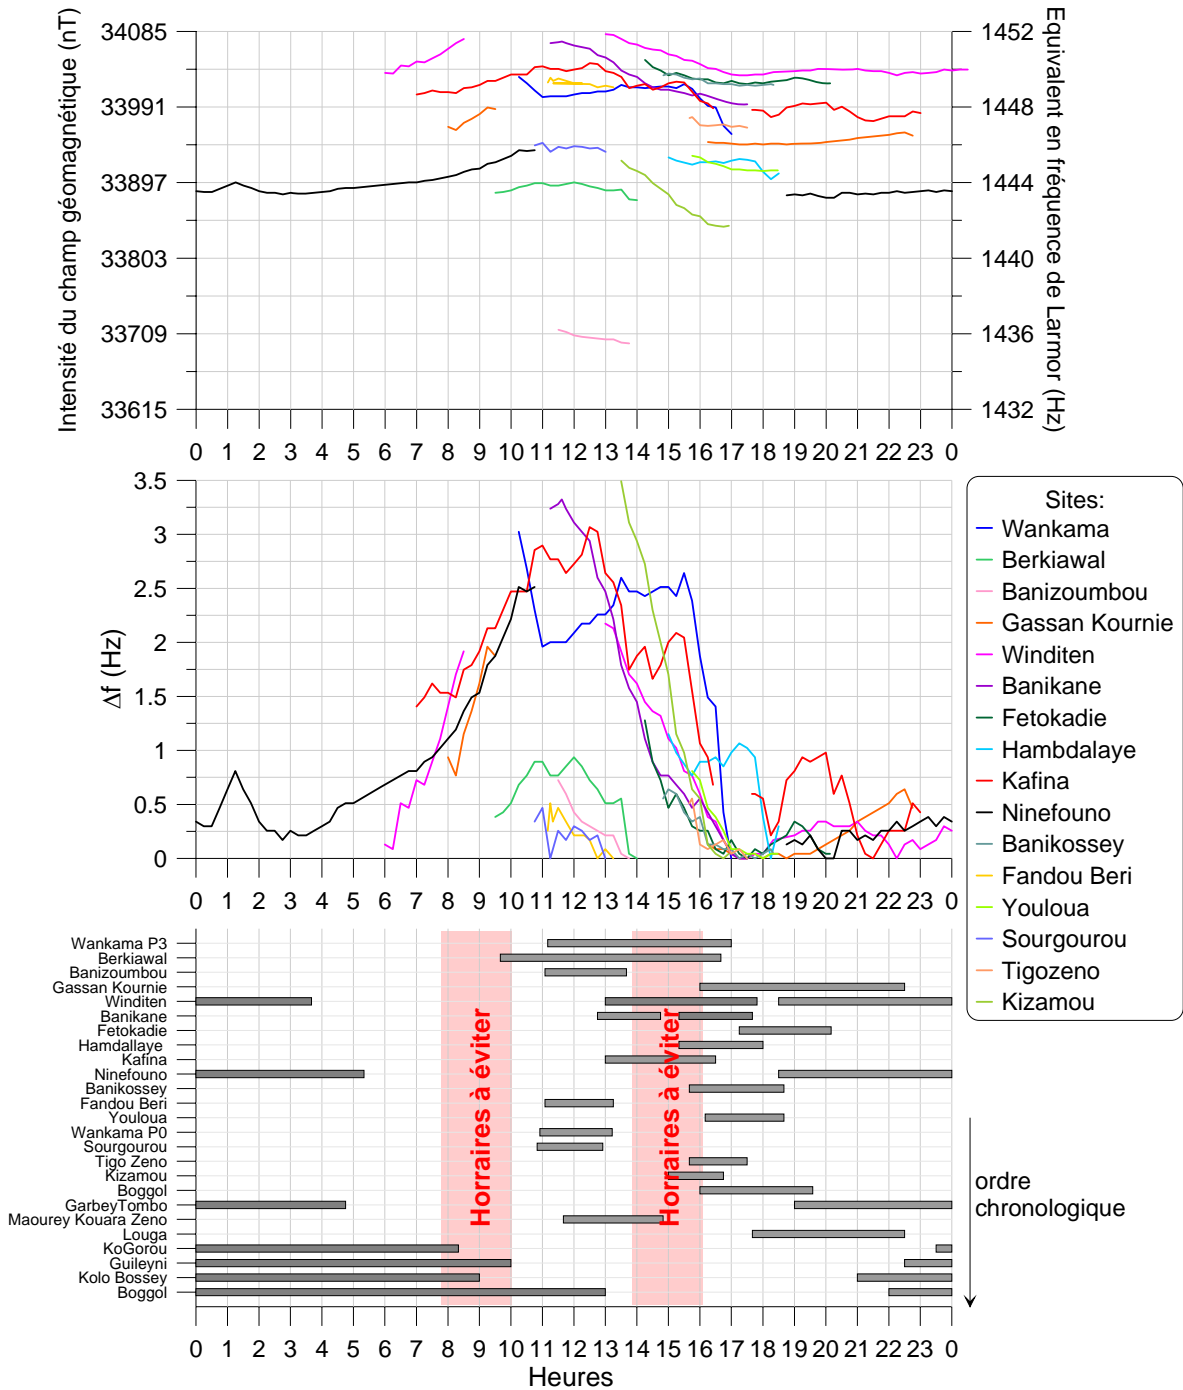 Intensité du champ géomagnétique (nT)
34085
33991
33897
33803
33709
33615
1452
1448
1444
1440
1436
1432
Equivalent en fréquence de Larmor (Hz)
0 1 2 3 4 5 6 7 8 9 10 11 12 13 14 15 16 17 18 19 20 21 22 23 0
Δf (Hz)
3.5
3
2.5
2
1.5
1
0.5
0
0 1 2 3 4 5 6 7 8 9 10 11 12 13 14 15 16 17 18 19 20 21 22 23 0
Sites:
Wankama
Berkiawal
Banizoumbou
Gassan Kournie
Winditen
Banikane
Fetokadie
Hambdalaye
Kafina
Ninefouno
Banikossey
Fandou Beri
Youloua
Sourgourou
Tigozeno
Kizamou
Wankama P3
Berkiawal
Banizoumbou
Gassan Kournie
Winditen
Banikane
Fetokadie
Hamdallaye
Kafina
Ninefouno
Banikossey
Fandou Beri
Youloua
Wankama P0
Sourgourou
Tigo Zeno
Kizamou
Boggol
GarbeyTombo
Maourey Kouara Zeno
Louga
KoGorou
Guileyni
Kolo Bossey
Boggol
Horraires à éviter
Horraires à éviter
ordre
chronologique
0 1 2 3 4 5 6 7 8 9 10 11 12 13 14 15 16 17 18 19 20 21 22 23 0
Heures